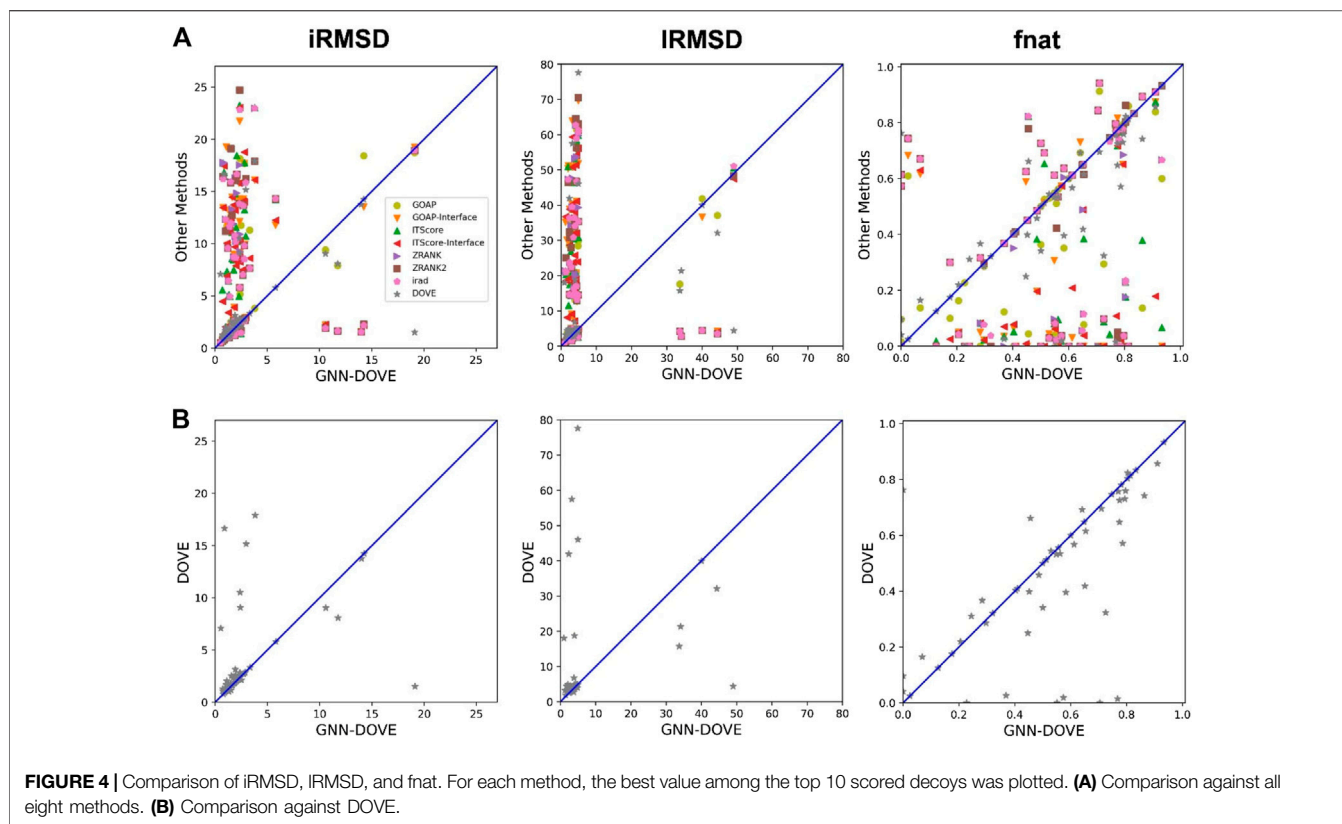 A
iRMSD
lRMSD
fnat
Other Methods
25
20
15
10
5
0
0 5 10 15 20 25
GNN-DOVE
GOAP
GOAP-Interface
ITScore
ITScore-Interface
ZRANK
ZRANK2
irad
DOVE
Other Methods
80
70
60
50
40
30
20
10
0
0 10 20 30 40 50 60 70 80
GNN-DOVE
Other Methods
1.0
0.8
0.6
0.4
0.2
0.0
0.0 0.2 0.4 0.6 0.8 1.0
GNN-DOVE
B
DOVE
25
20
15
10
5
0
0 5 10 15 20 25
GNN-DOVE
DOVE
80
70
60
50
40
30
20
10
0
0 10 20 30 40 50 60 70 80
GNN-DOVE
DOVE
1.0
0.8
0.6
0.4
0.2
0.0
0.0 0.2 0.4 0.6 0.8 1.0
GNN-DOVE
FIGURE 4 | Comparison of iRMSD, lRMSD, and fnat. For each method, the best value among the top 10 scored decoys was plotted. (A) Comparison against all
eight methods. (B) Comparison against DOVE.